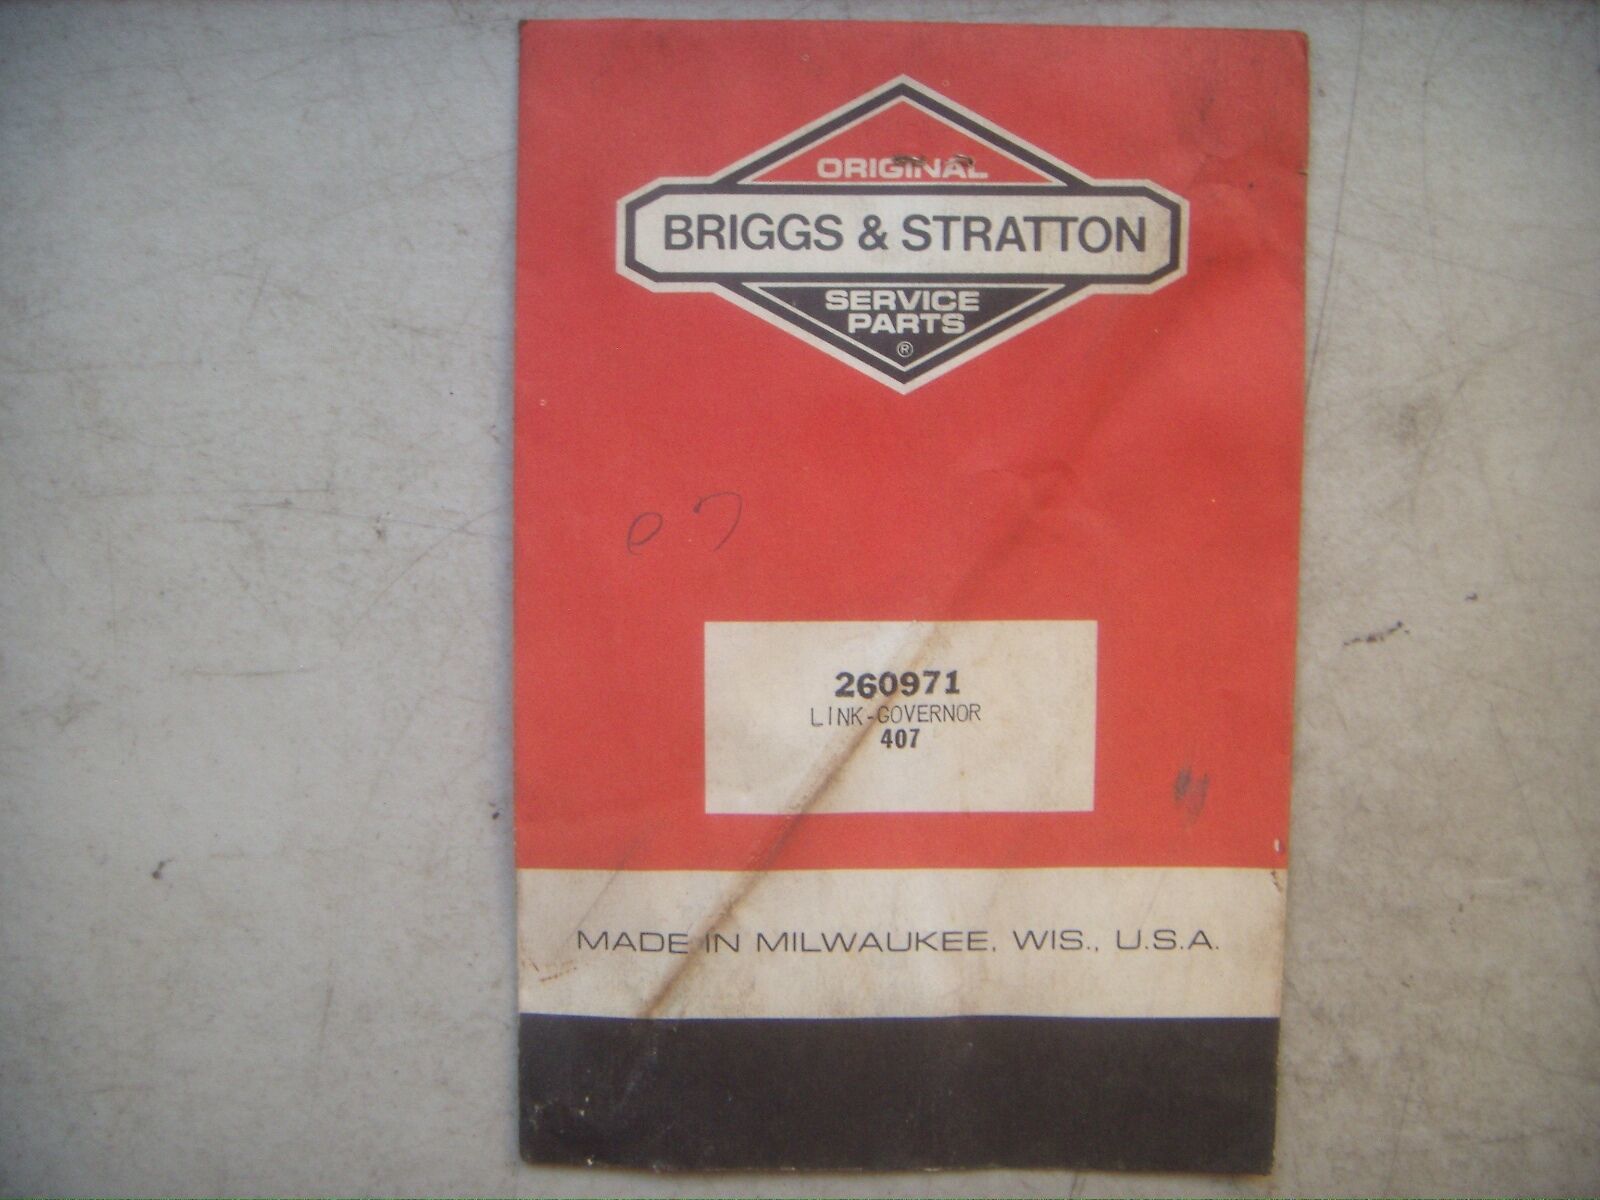 ORIGINAL
BRIGGS & STRATTON
SERVICE
PARTS
®
260971
LINK-GOVERNOR
407
MADE IN MILWAUKEE, WIS., U.S.A.